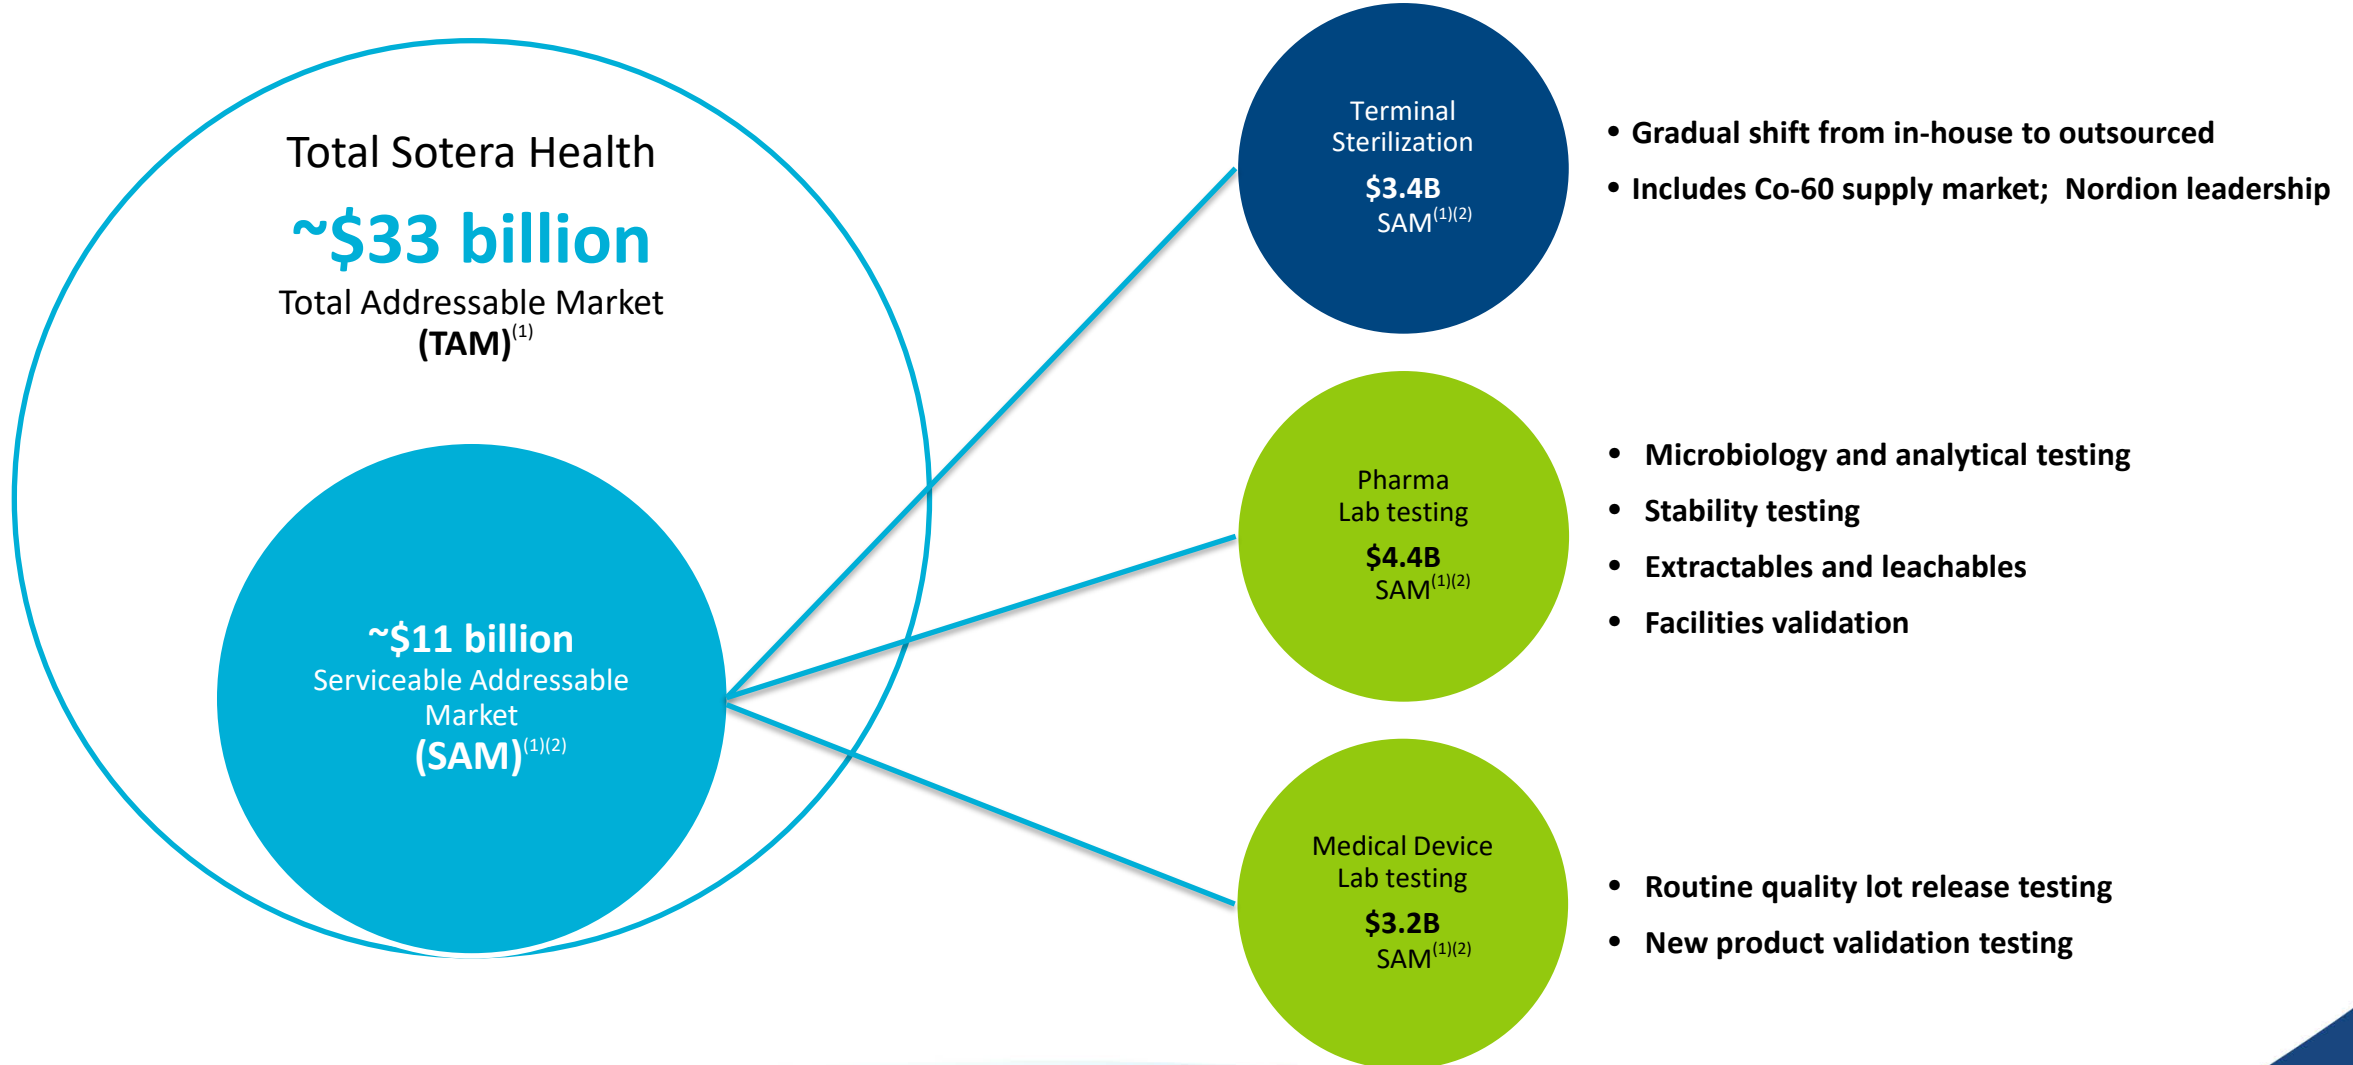 Total Sotera Health
~$33 billion
Total Addressable Market
(TAM)(1)
~$11 billion
Serviceable Addressable
Market
(SAM)(1)(2)
Terminal
Sterilization
$3.4B
SAM(1)(2)
• Gradual shift from in-house to outsourced
• Includes Co-60 supply market; Nordion leadership
Pharma
Lab testing
$4.4B
SAM(1)(2)
• Microbiology and analytical testing
• Stability testing
• Extractables and leachables
• Facilities validation
Medical Device
Lab testing
$3.2B
SAM(1)(2)
• Routine quality lot release testing
• New product validation testing